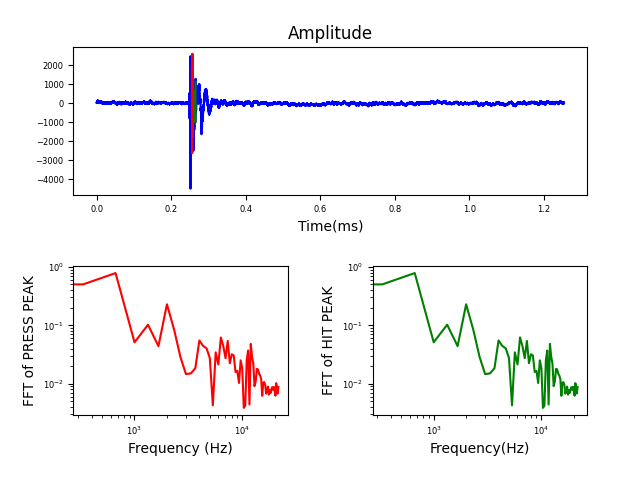 Amplitude
2000
1000
0
−1000
−2000
−3000
−4000
0.0 0.2 0.4 0.6 0.8 1.0 1.2
Time(ms)
FFT of PRESS PEAK
10⁰
10⁻¹
10⁻²
10³ 10⁴
Frequency (Hz)
FFT of HIT PEAK
10⁰
10⁻¹
10⁻²
10³ 10⁴
Frequency(Hz)